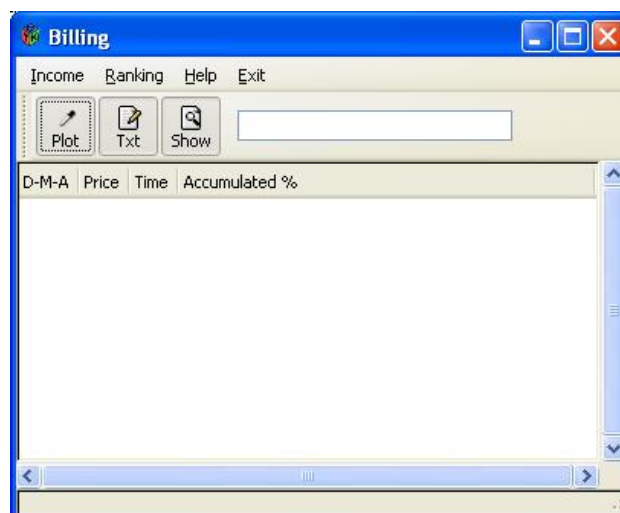 Billing
Income Ranking Help Exit
Plot Txt Show
D-M-A Price Time Accumulated %